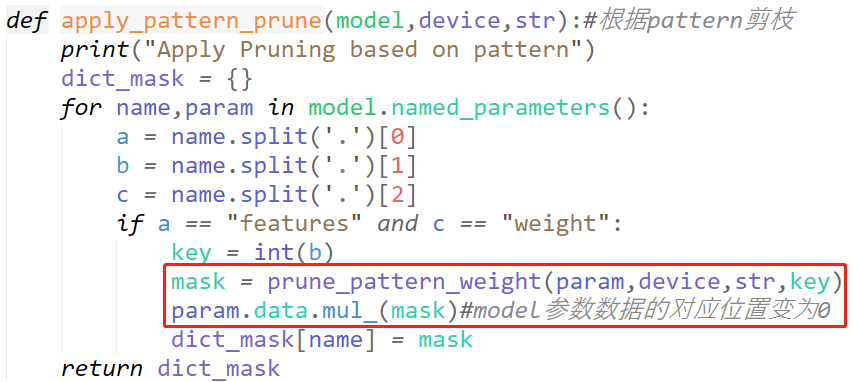 def apply_pattern_prune(model,device,str):#根据pattern剪枝
    print("Apply Pruning based on pattern")
    dict_mask = {}
    for name,param in model.named_parameters():
        a = name.split('.')[0]
        b = name.split('.')[1]
        c = name.split('.')[2]
        if a == "features" and c == "weight":
            key = int(b)
            mask = prune_pattern_weight(param,device,str,key)
            param.data.mul_(mask)#model参数数据的对应位置变为0
            dict_mask[name] = mask
    return dict_mask